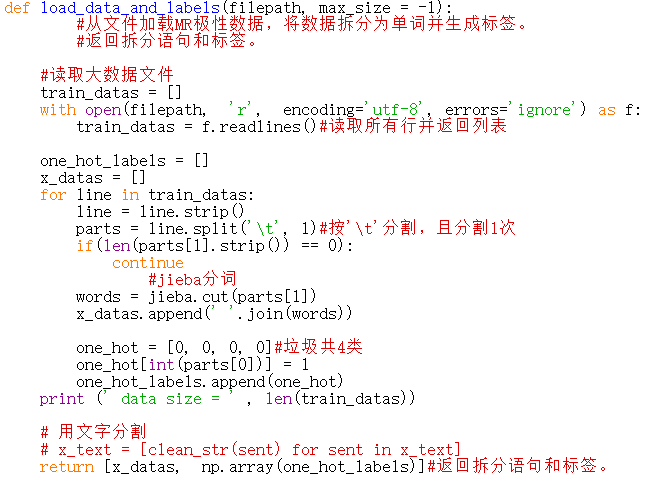 def load_data_and_labels(filepath, max_size = -1):
        #从文件加载MR极性数据，将数据拆分为单词并生成标签。
        #返回拆分语句和标签。

    #读取大数据文件
    train_datas = []
    with open(filepath,  'r',  encoding='utf-8', errors='ignore') as f:
        train_datas = f.readlines()#读取所有行并返回列表

    one_hot_labels = []
    x_datas = []
    for line in train_datas:
        line = line.strip()
        parts = line.split('\t', 1)#按'\t'分割，且分割1次
        if(len(parts[1].strip()) == 0):
            continue
                #jieba分词
        words = jieba.cut(parts[1])
        x_datas.append(' '.join(words))

        one_hot = [0, 0, 0, 0]#垃圾共4类
        one_hot[int(parts[0])] = 1
        one_hot_labels.append(one_hot)
    print (' data size = ' , len(train_datas))

    # 用文字分割
    # x_text = [clean_str(sent) for sent in x_text]
    return [x_datas,  np.array(one_hot_labels)]#返回拆分语句和标签。